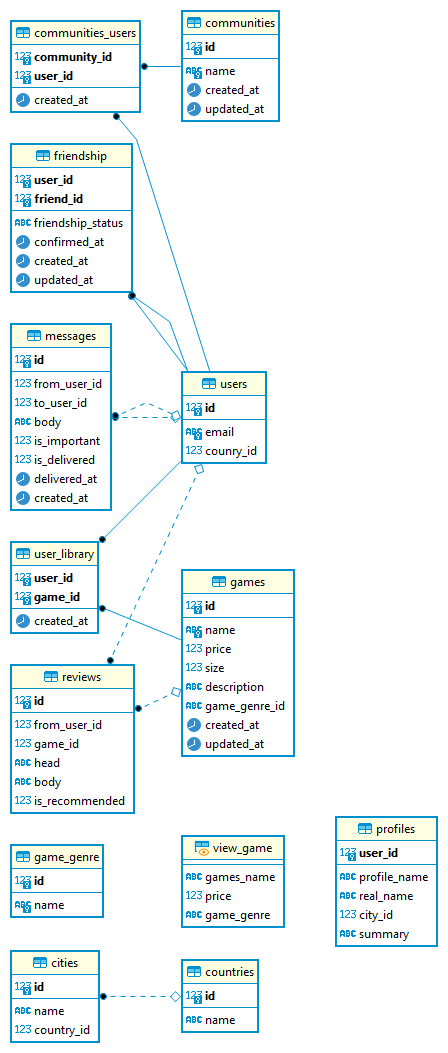 communities_users
community_id
user_id
created_at
communities
id
name
created_at
updated_at
friendship
user_id
friend_id
friendship_status
confirmed_at
created_at
updated_at
messages
id
from_user_id
to_user_id
body
is_important
is_delivered
delivered_at
created_at
users
id
email
counry_id
user_library
user_id
game_id
created_at
games
id
name
price
size
description
game_genre_id
created_at
updated_at
reviews
id
from_user_id
game_id
head
body
is_recommended
game_genre
id
name
view_game
games_name
price
game_genre
profiles
user_id
profile_name
real_name
city_id
summary
cities
id
name
country_id
countries
id
name